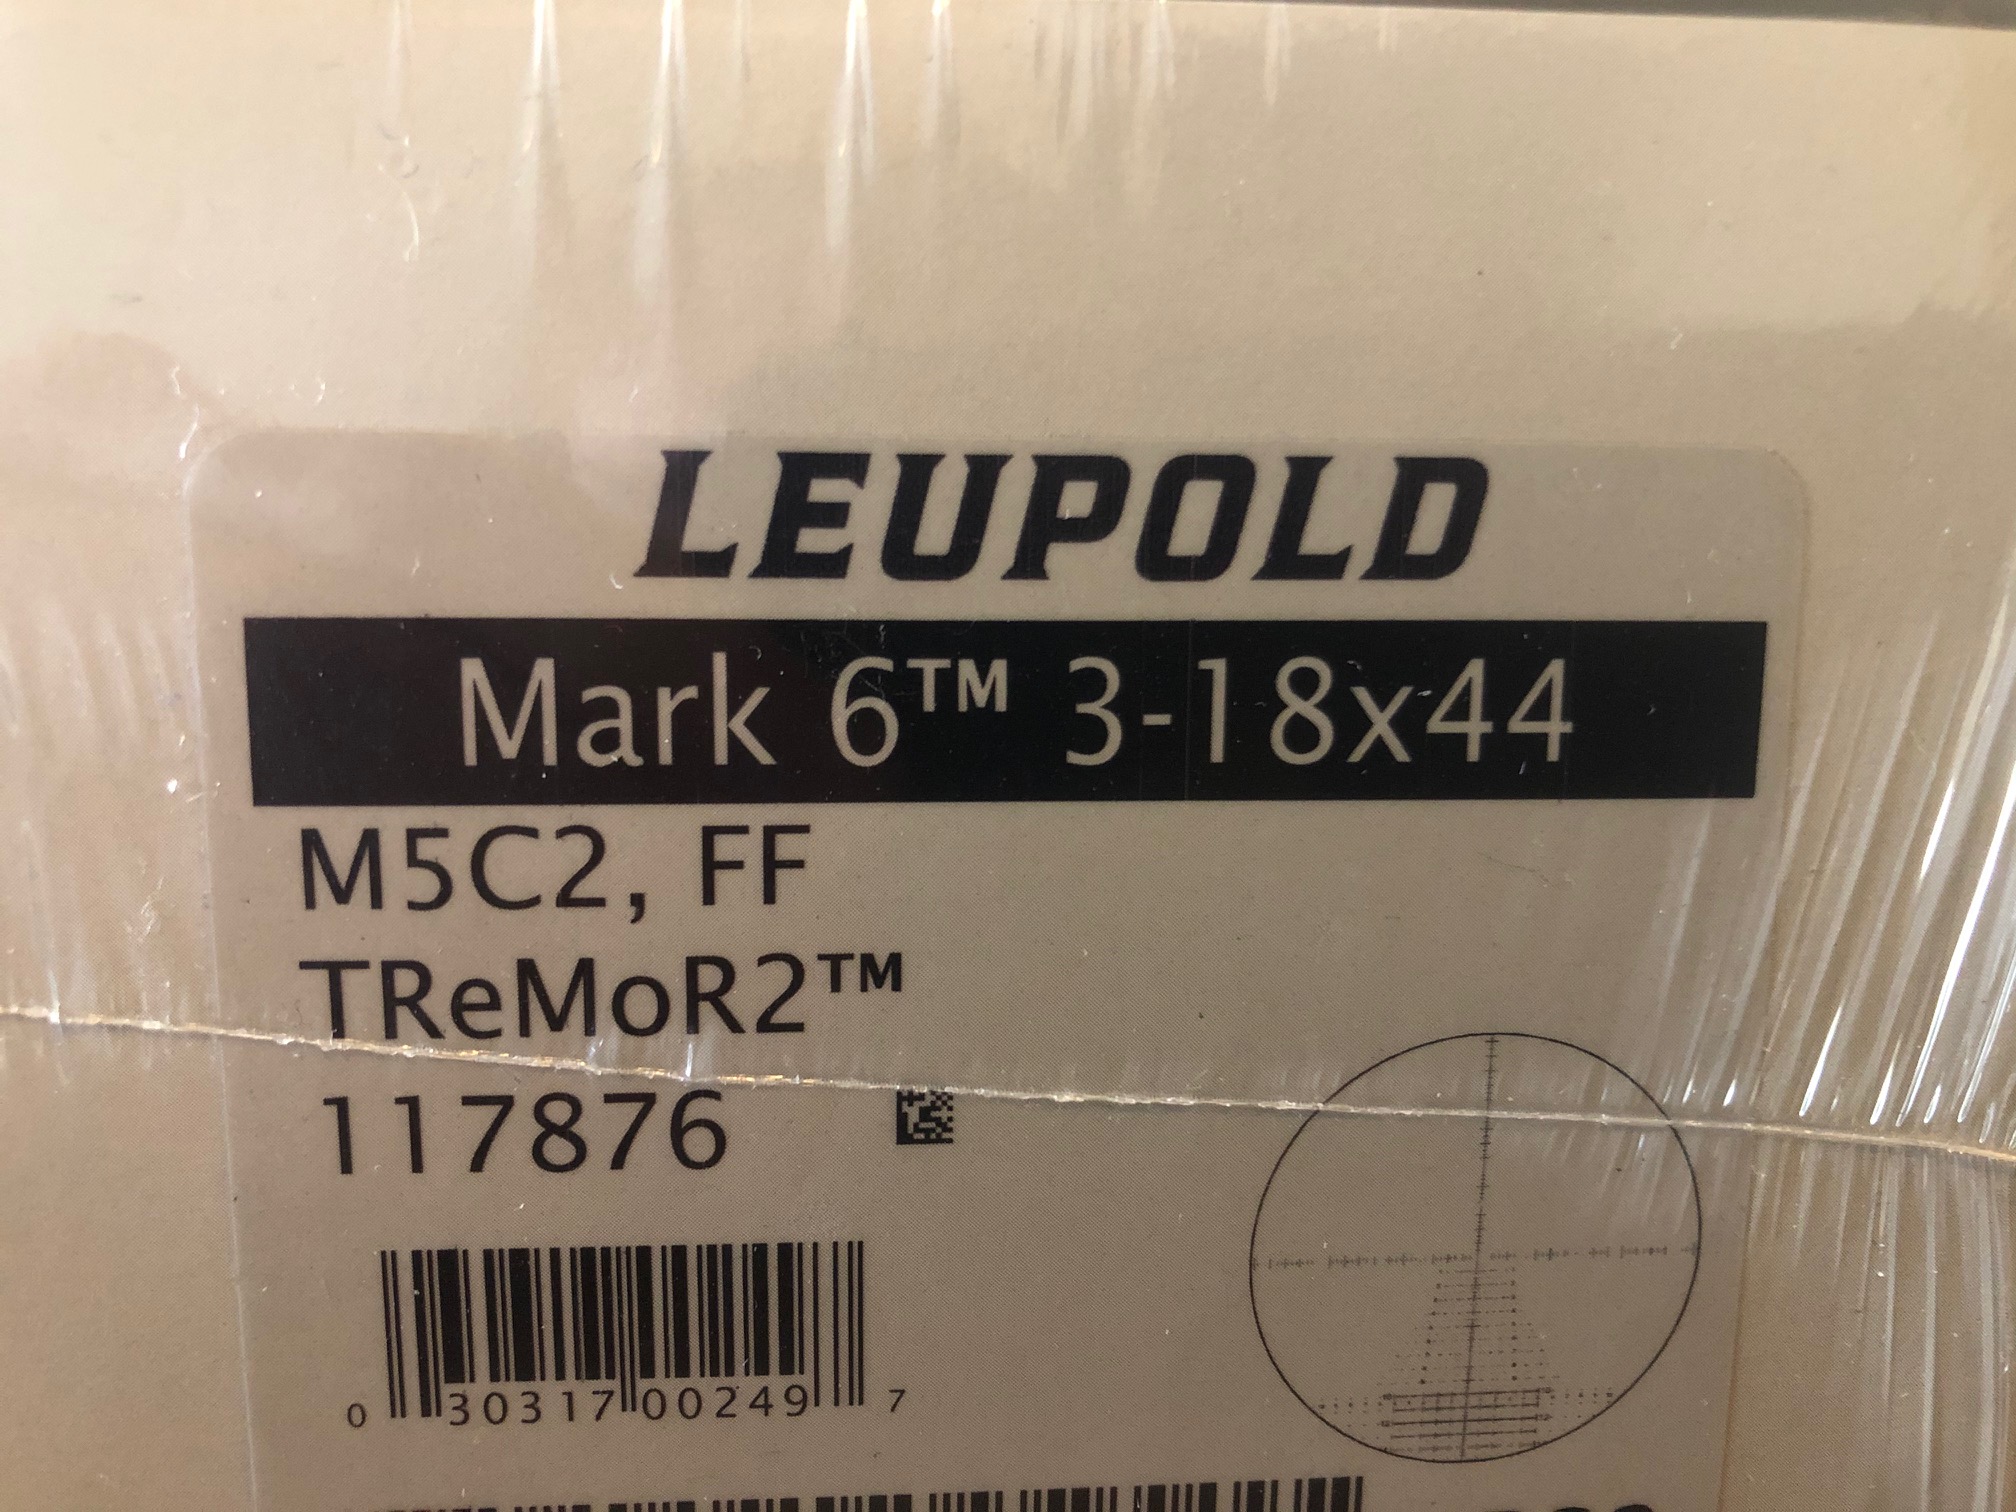 LEUPOLD
Mark 6™ 3-18x44
M5C2, FF
TReMoR2™
117876
0 30317 00249 7